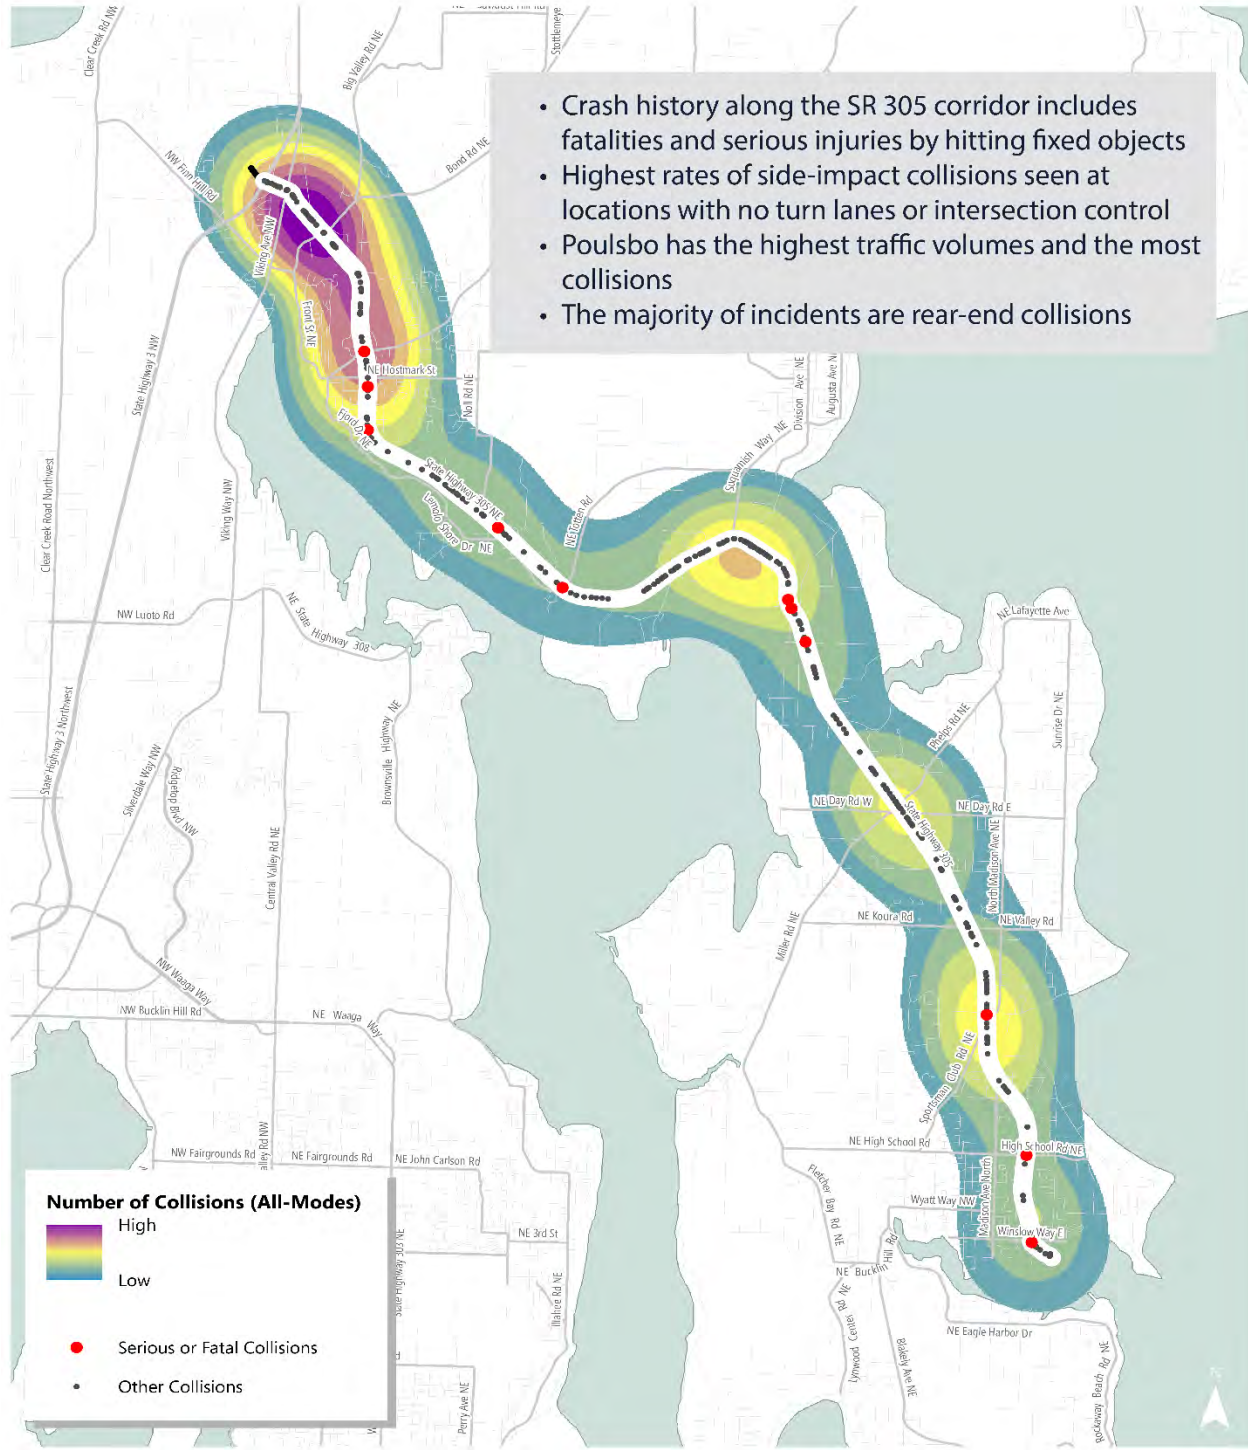 Clear Creek Rd NW
Big Valley Rd NE
Stottlemeye
• Crash history along the SR 305 corridor includes
fatalities and serious injuries by hitting fixed objects
• Highest rates of side-impact collisions seen at
locations with no turn lanes or intersection control
• Poulsbo has the highest traffic volumes and the most
collisions
• The majority of incidents are rear-end collisions
NW Finn Hill Rd
Bond Rd NE
Viking Ave NW
Front St NE
State Highway 3 NW
NE Hostmark St
Noll Rd NE
Division Ave NE
Augusta Ave N
Fjord Dr NE
Suquamish Way NE
State Highway 305 NE
Lemolo Shore Dr NE
NE Totten Rd
Clear Creek Road Northwest
Viking Way NW
NW Luoto Rd
NE State Highway 308
NE Lafayette Ave
State Highway 3 Northwest
Silverdale Way NW
Ridgetop Blvd NW
Brownsville Highway NE
Phelps Rd NE
Sunrise Dr NE
NE Day Rd W
State Highway 305
NE Day Rd E
Central Valley Rd NE
North Madison Ave NE
Miller Rd NE
NE Koura Rd
NE Valley Rd
NW Waaga Way
NW Bucklin Hill Rd
NE Waaga Way
Sportsman Club Rd NE
NW Fairgrounds Rd
alley Rd NW
NE Fairgrounds Rd
NE John Carlson Rd
NE High School Rd
High School Rd NE
Fletcher Bay Rd NE
Wyatt Way NW
Madison Ave North
Winslow Way E
NE 3rd St
State Highway 303 NE
Illahee Rd NE
NE Bucklin Hill Rd
Lynwood Center Rd NE
Blakely Ave NE
NE Eagle Harbor Dr
Rockaway Beach Rd NE
Perry Ave NE
Number of Collisions (All-Modes)
High
Low
Serious or Fatal Collisions
Other Collisions